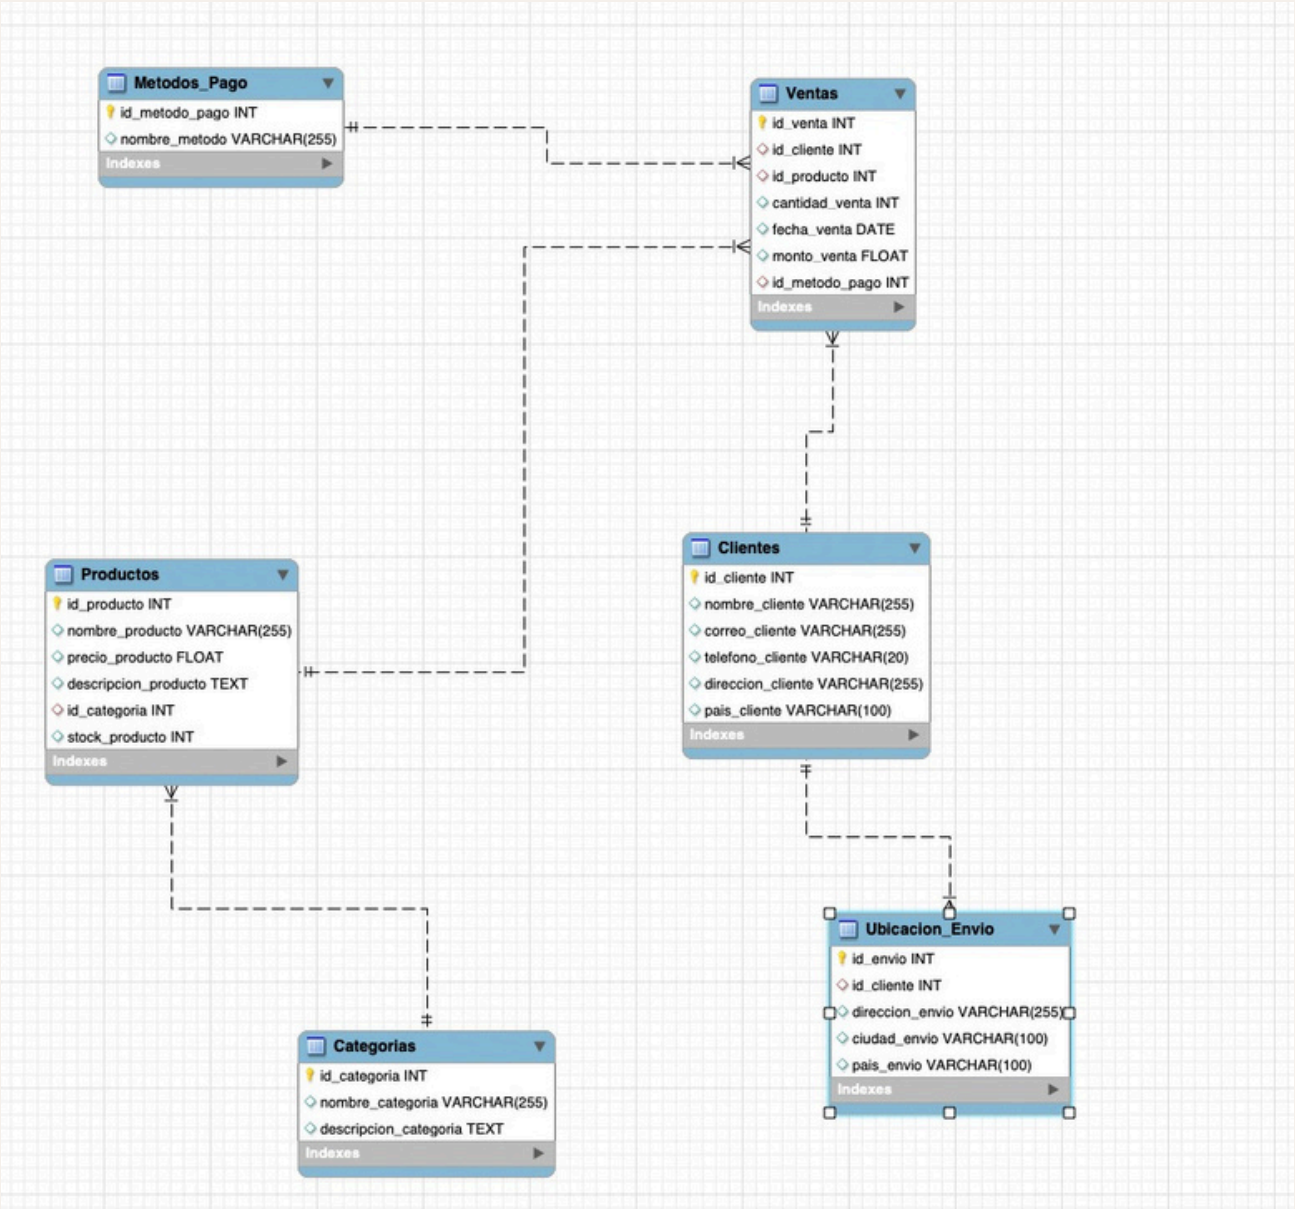 Metodos_Pago
id_metodo_pago INT
nombre_metodo VARCHAR(255)
Indexes
Ventas
id_venta INT
id_cliente INT
id_producto INT
cantidad_venta INT
fecha_venta DATE
monto_venta FLOAT
id_metodo_pago INT
Indexes
Productos
id_producto INT
nombre_producto VARCHAR(255)
precio_producto FLOAT
descripcion_producto TEXT
id_categoria INT
stock_producto INT
Indexes
Clientes
id_cliente INT
nombre_cliente VARCHAR(255)
correo_cliente VARCHAR(255)
telefono_cliente VARCHAR(20)
direccion_cliente VARCHAR(255)
pais_cliente VARCHAR(100)
Indexes
Categorias
id_categoria INT
nombre_categoria VARCHAR(255)
descripcion_categoria TEXT
Indexes
Ubicacion_Envio
id_envio INT
id_cliente INT
direccion_envio VARCHAR(255)
ciudad_envio VARCHAR(100)
pais_envio VARCHAR(100)
Indexes